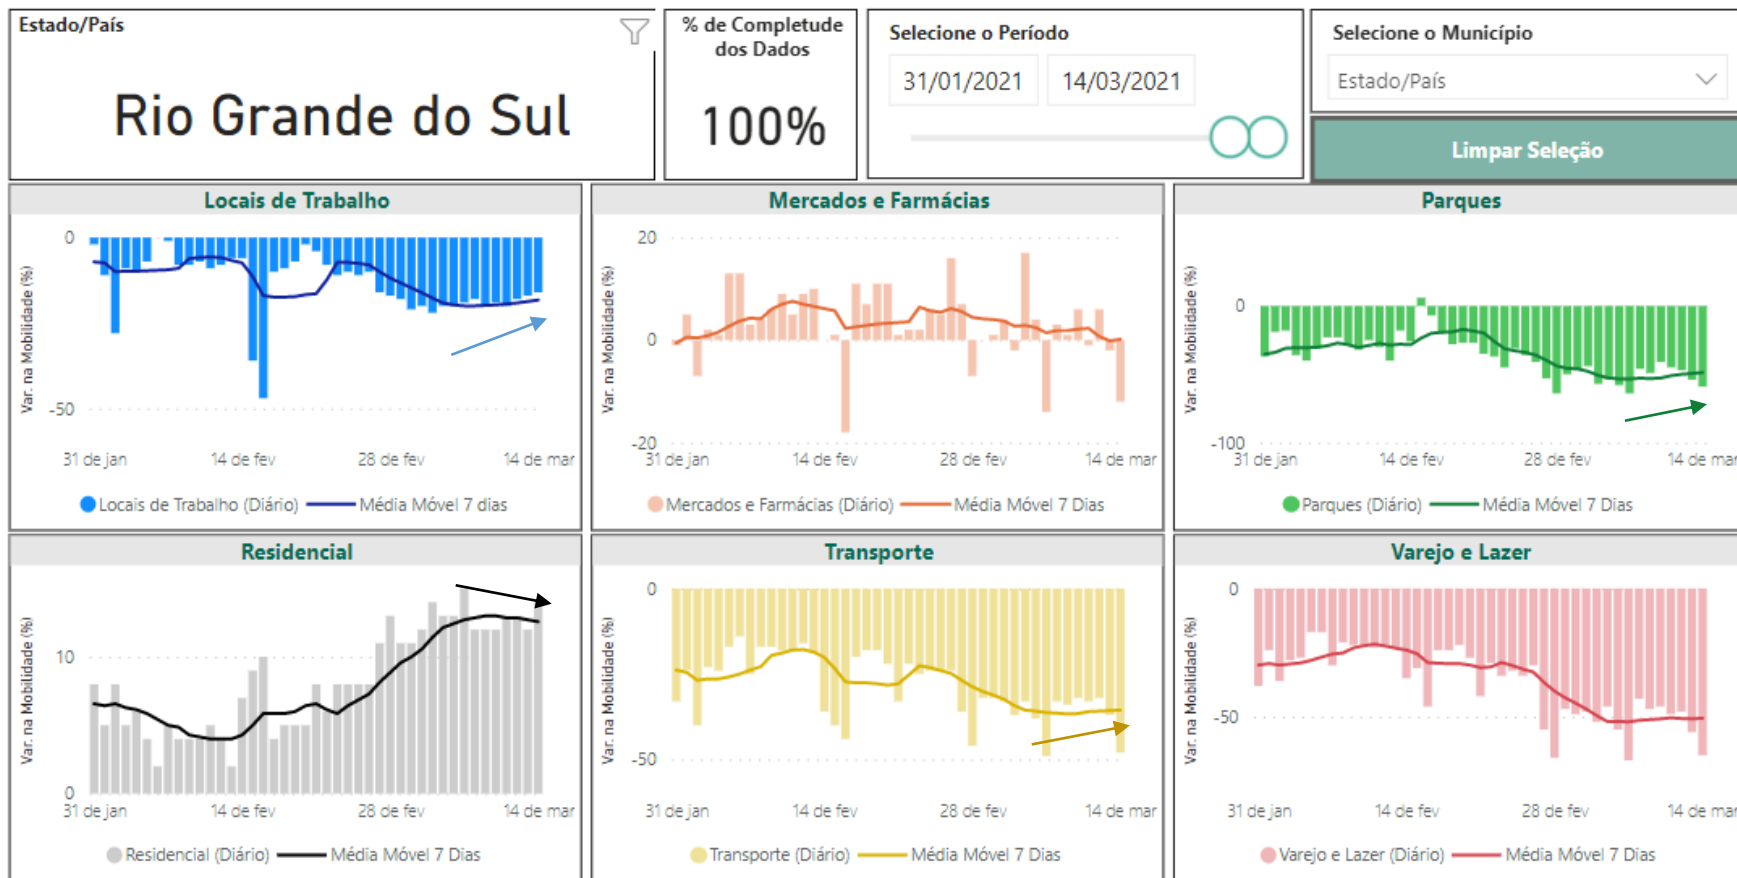 Estado/País
Rio Grande do Sul
% de Completude
dos Dados
100%
Selecione o Período
31/01/2021 14/03/2021
Selecione o Município
Estado/País
Limpar Seleção
Locais de Trabalho
Var. na Mobilidade (%)
0
-50
31 de jan 14 de fev 28 de fev 14 de mar
Locais de Trabalho (Diário) Média Móvel 7 dias
Mercados e Farmácias
Var. na Mobilidade (%)
20
0
-20
31 de jan 14 de fev 28 de fev 14 de mar
Mercados e Farmácias (Diário) Média Móvel 7 Dias
Parques
Var. na Mobilidade (%)
0
-100
31 de jan 14 de fev 28 de fev 14 de mar
Parques (Diário) Média Móvel 7 Dias
Residencial
Var. na Mobilidade (%)
10
0
31 de jan 14 de fev 28 de fev 14 de mar
Residencial (Diário) Média Móvel 7 Dias
Transporte
Var. na Mobilidade (%)
0
-50
31 de jan 14 de fev 28 de fev 14 de mar
Transporte (Diário) Média Móvel 7 Dias
Varejo e Lazer
Var. na Mobilidade (%)
0
-50
31 de jan 14 de fev 28 de fev 14 de mar
Varejo e Lazer (Diário) Média Móvel 7 Dias